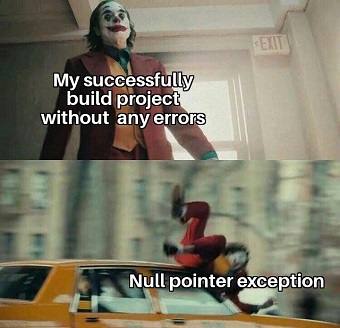 EXIT
My successfully
build project
without any errors
Null pointer exception